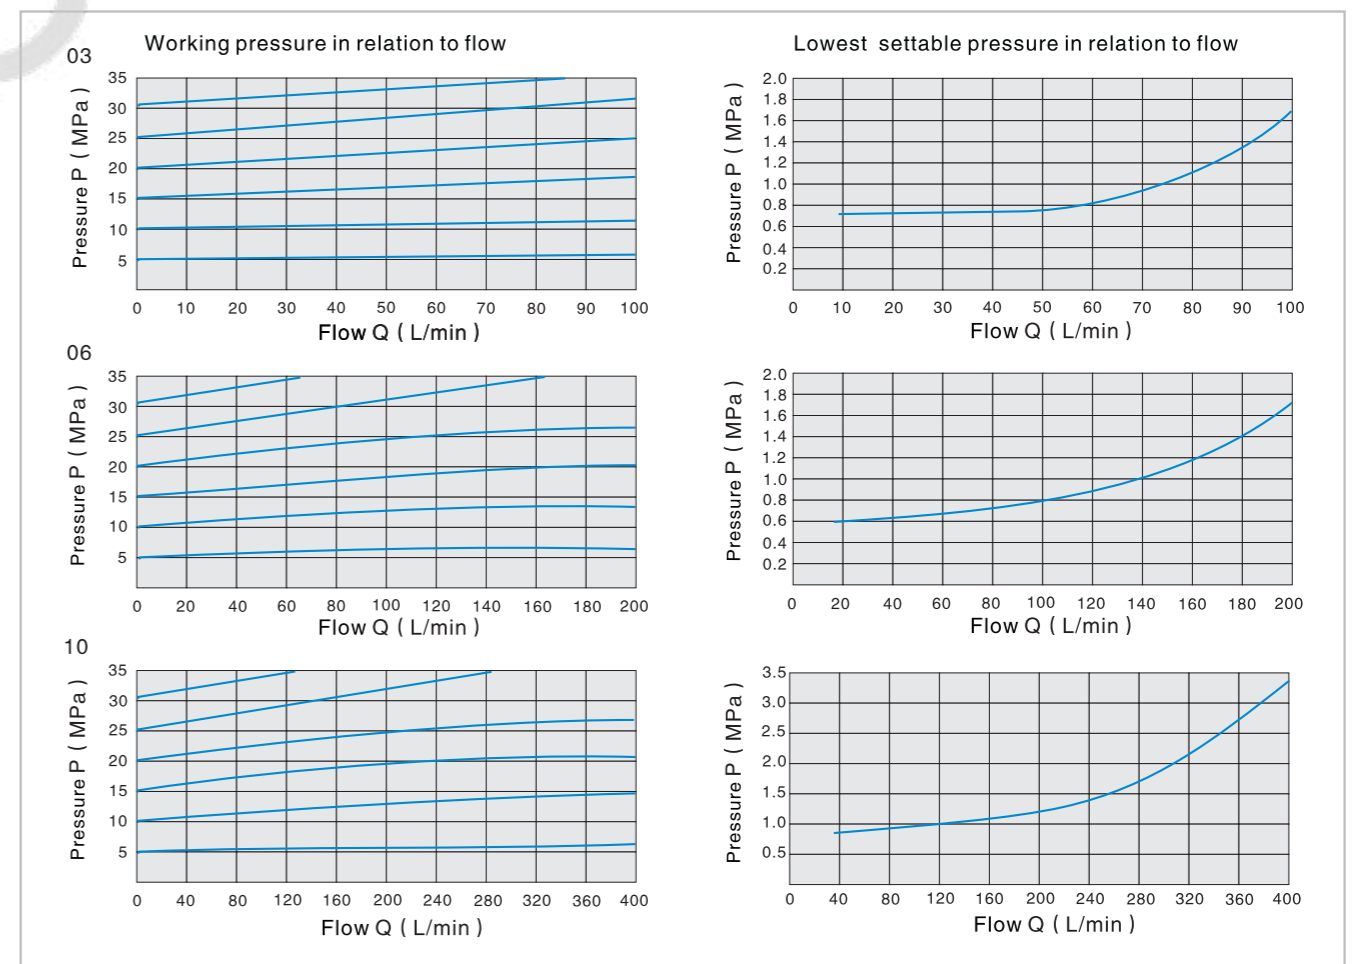 Working pressure in relation to flow
Lowest settable pressure in relation to flow
03
Pressure P ( MPa )
35
30
25
20
15
10
5
0 10 20 30 40 50 60 70 80 90 100
Flow Q ( L/min )
Pressure P ( MPa )
2.0
1.8
1.6
1.4
1.2
1.0
0.8
0.6
0.4
0.2
0 10 20 30 40 50 60 70 80 90 100
Flow Q ( L/min )
06
Pressure P ( MPa )
35
30
25
20
15
10
5
0 20 40 60 80 100 120 140 160 180 200
Flow Q ( L/min )
Pressure P ( MPa )
2.0
1.8
1.6
1.4
1.2
1.0
0.8
0.6
0.4
0.2
0 20 40 60 80 100 120 140 160 180 200
Flow Q ( L/min )
10
Pressure P ( MPa )
35
30
25
20
15
10
5
0 40 80 120 160 200 240 280 320 360 400
Flow Q ( L/min )
Pressure P ( MPa )
3.5
3.0
2.5
2.0
1.5
1.0
0.5
0 40 80 120 160 200 240 280 320 360 400
Flow Q ( L/min )